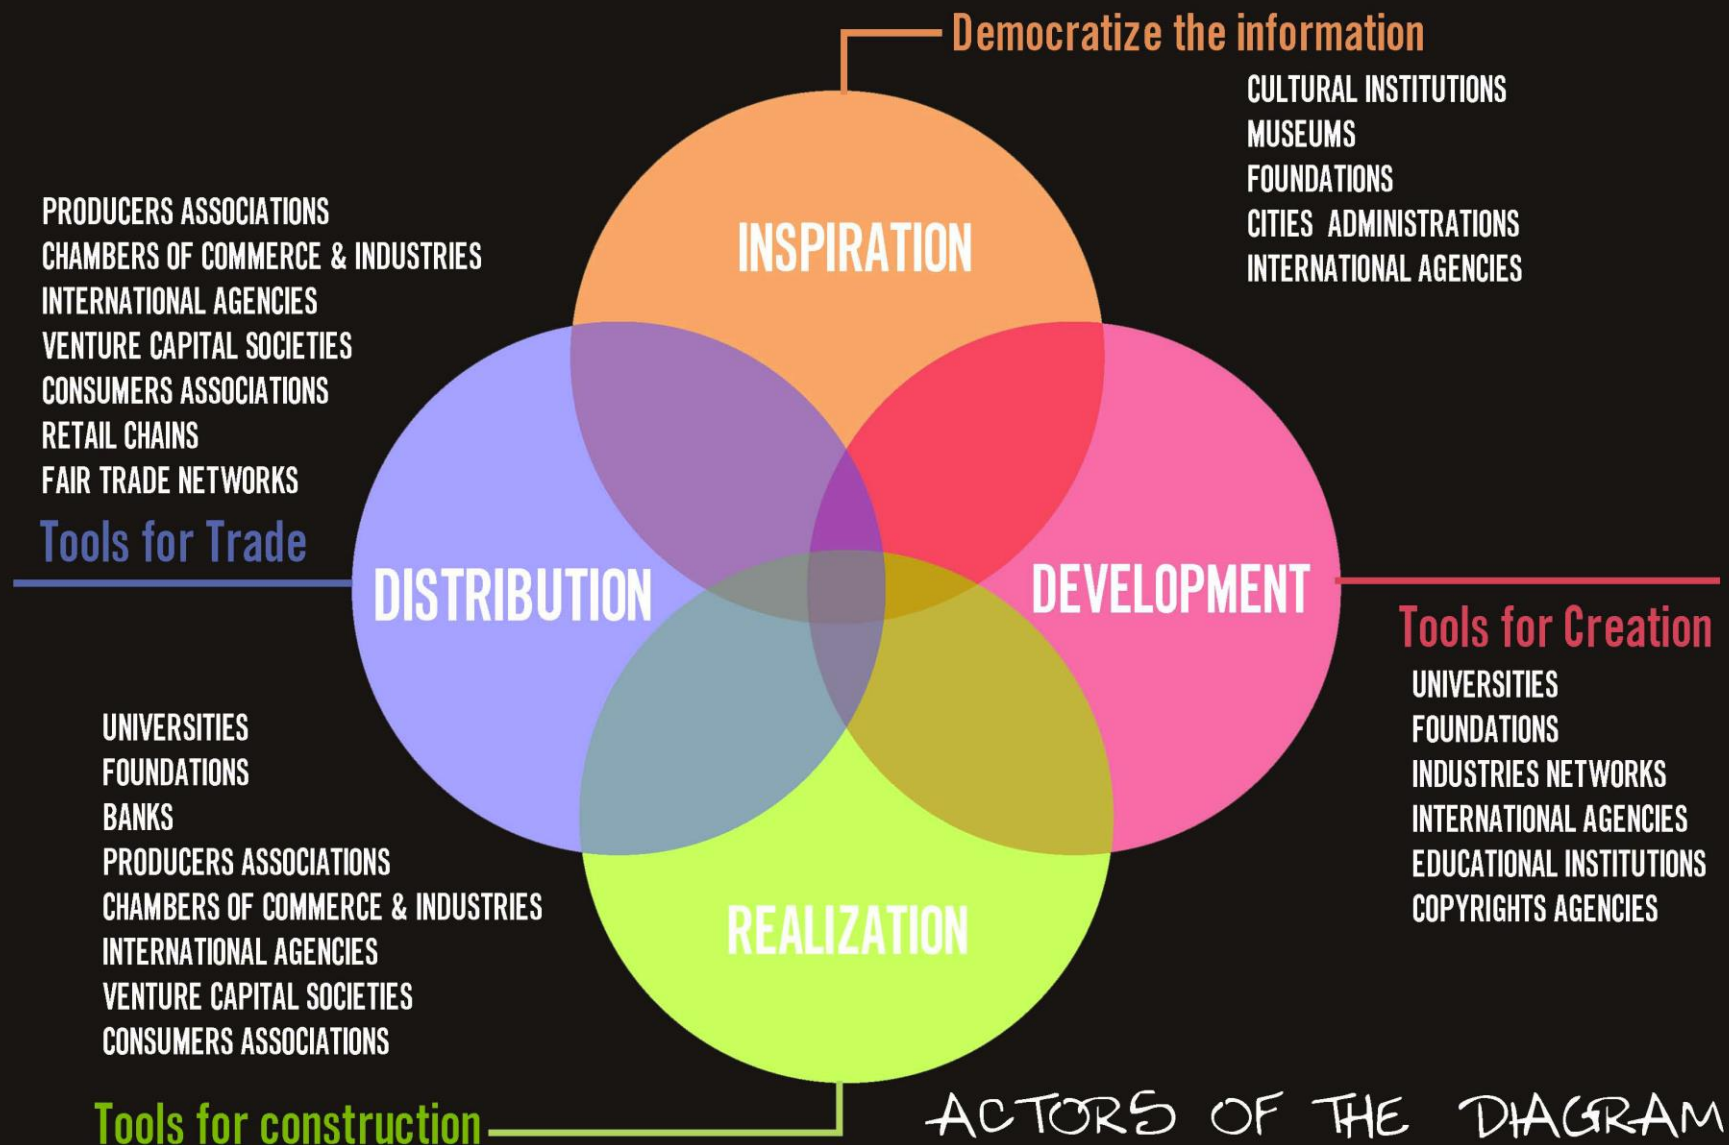 Democratize the information
CULTURAL INSTITUTIONS
MUSEUMS
FOUNDATIONS
CITIES ADMINISTRATIONS
INTERNATIONAL AGENCIES
INSPIRATION
PRODUCERS ASSOCIATIONS
CHAMBERS OF COMMERCE & INDUSTRIES
INTERNATIONAL AGENCIES
VENTURE CAPITAL SOCIETIES
CONSUMERS ASSOCIATIONS
RETAIL CHAINS
FAIR TRADE NETWORKS
Tools for Trade
DISTRIBUTION
DEVELOPMENT
Tools for Creation
UNIVERSITIES
FOUNDATIONS
INDUSTRIES NETWORKS
INTERNATIONAL AGENCIES
EDUCATIONAL INSTITUTIONS
COPYRIGHTS AGENCIES
UNIVERSITIES
FOUNDATIONS
BANKS
PRODUCERS ASSOCIATIONS
CHAMBERS OF COMMERCE & INDUSTRIES
INTERNATIONAL AGENCIES
VENTURE CAPITAL SOCIETIES
CONSUMERS ASSOCIATIONS
REALIZATION
Tools for construction
ACTORS OF THE DIAGRAM